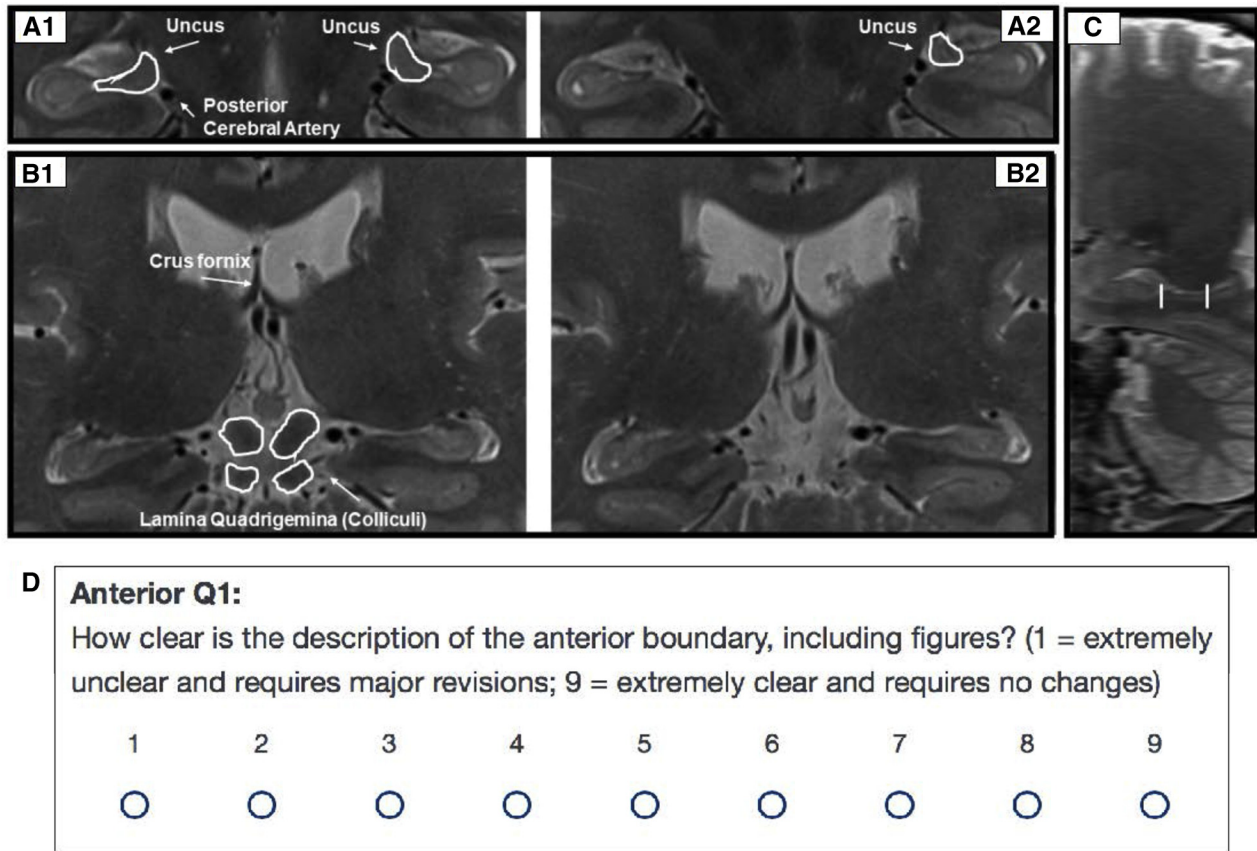 A1
Uncus
Uncus
Posterior
Cerebral Artery
Uncus
A2
C
B1
Crus fornix
Lamina Quadrigemina (Colliculi)
B2
D
Anterior Q1:
How clear is the description of the anterior boundary, including figures? (1 = extremely
unclear and requires major revisions; 9 = extremely clear and requires no changes)
1 2 3 4 5 6 7 8 9